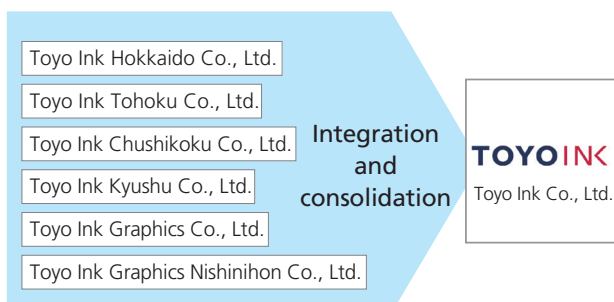 Toyo Ink Hokkaido Co., Ltd.
Toyo Ink Tohoku Co., Ltd.
Toyo Ink Chushikoku Co., Ltd.
Toyo Ink Kyushu Co., Ltd.
Toyo Ink Graphics Co., Ltd.
Toyo Ink Graphics Nishinihon Co., Ltd.
Integration
and
consolidation
TOYOINK
Toyo Ink Co., Ltd.